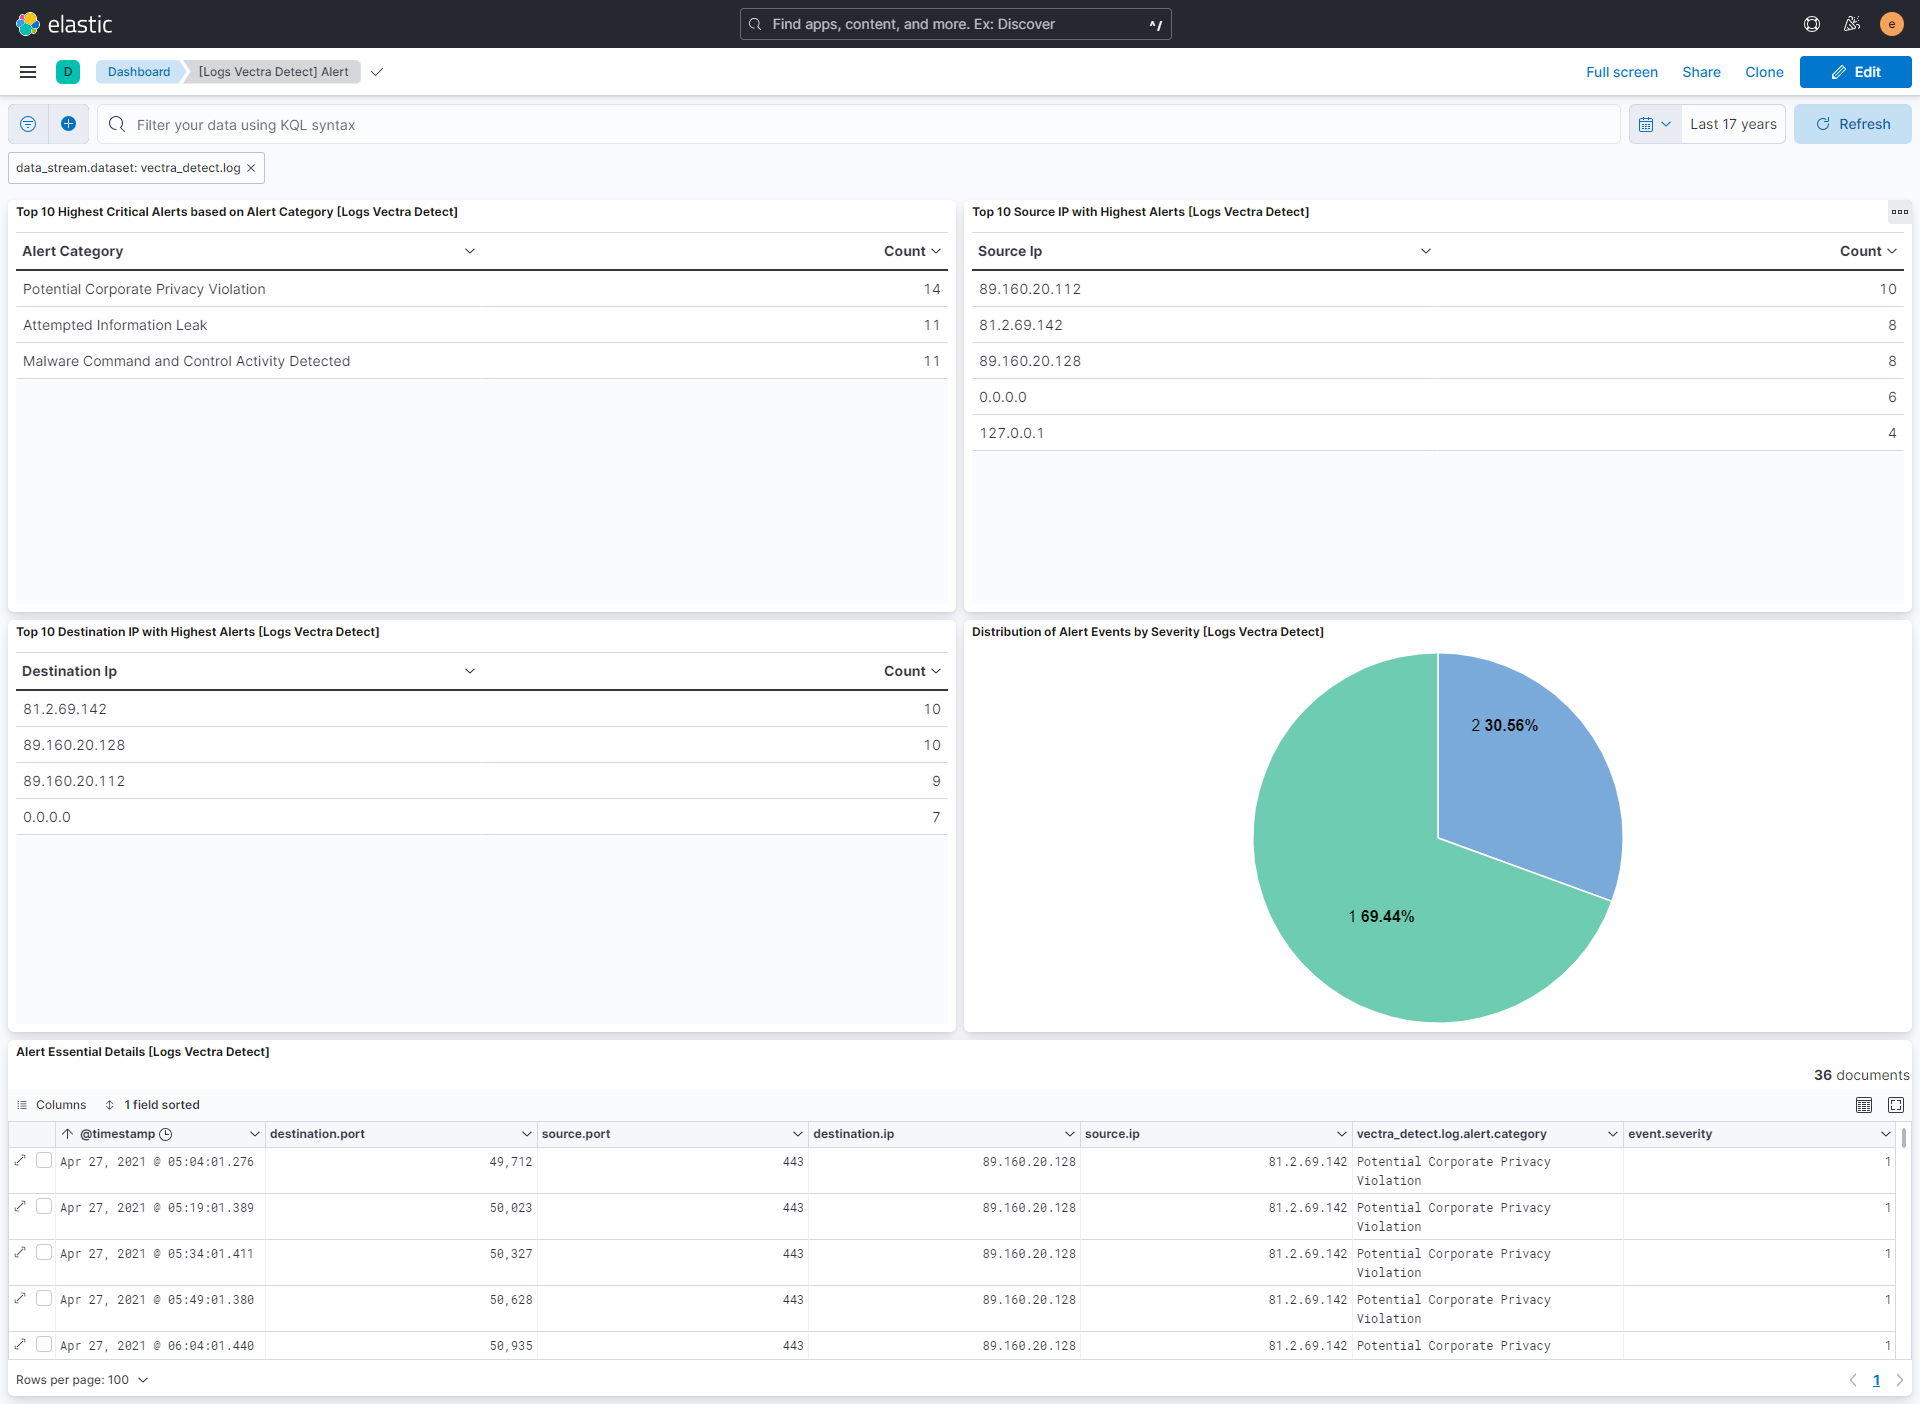 elastic
Find apps, content, and more. Ex: Discover ^/
e
D
Dashboard
[Logs Vectra Detect] Alert
Full screen
Share
Clone
Edit
Filter your data using KQL syntax
Last 17 years
Refresh
data_stream.dataset: vectra_detect.log ×
Top 10 Highest Critical Alerts based on Alert Category [Logs Vectra Detect]
Alert Category Count
Potential Corporate Privacy Violation 14
Attempted Information Leak 11
Malware Command and Control Activity Detected 11
Top 10 Source IP with Highest Alerts [Logs Vectra Detect]
Source Ip Count
89.160.20.112 10
81.2.69.142 8
89.160.20.128 8
0.0.0.0 6
127.0.0.1 4
Top 10 Destination IP with Highest Alerts [Logs Vectra Detect]
Destination Ip Count
81.2.69.142 10
89.160.20.128 10
89.160.20.112 9
0.0.0.0 7
Distribution of Alert Events by Severity [Logs Vectra Detect]
2 30.56%
1 69.44%
Alert Essential Details [Logs Vectra Detect]
36 documents
Columns 1 field sorted
@timestamp destination.port source.port destination.ip source.ip vectra_detect.log.alert.category event.severity
Apr 27, 2021 @ 05:04:01.276 49,712 443 89.160.20.128 81.2.69.142 Potential Corporate Privacy 1
Violation
Apr 27, 2021 @ 05:19:01.389 50,023 443 89.160.20.128 81.2.69.142 Potential Corporate Privacy 1
Violation
Apr 27, 2021 @ 05:34:01.411 50,327 443 89.160.20.128 81.2.69.142 Potential Corporate Privacy 1
Violation
Apr 27, 2021 @ 05:49:01.380 50,628 443 89.160.20.128 81.2.69.142 Potential Corporate Privacy 1
Violation
Apr 27, 2021 @ 06:04:01.440 50,935 443 89.160.20.128 81.2.69.142 Potential Corporate Privacy 1
Rows per page: 100
1